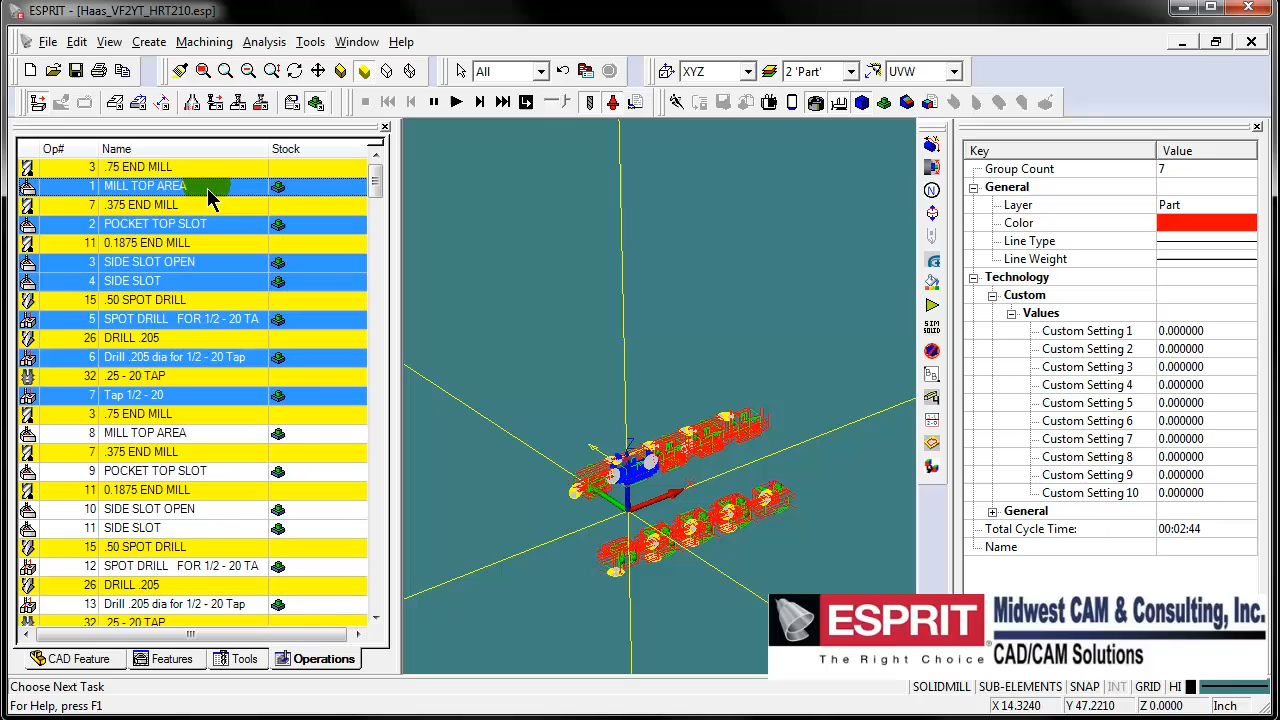 ESPRIT - [Haas_VF2YT_HRT210.esp]
File Edit View Create Machining Analysis Tools Window Help
All XYZ 2 'Part' UVW
Op# Name Stock
3 .75 END MILL
1 MILL TOP AREA
7 .375 END MILL
2 POCKET TOP SLOT
11 0.1875 END MILL
3 SIDE SLOT OPEN
4 SIDE SLOT
15 .50 SPOT DRILL
5 SPOT DRILL FOR 1/2 - 20 TA
26 DRILL .205
6 Drill .205 dia for 1/2 - 20 Tap
32 .25 - 20 TAP
7 Tap 1/2 - 20
3 .75 END MILL
8 MILL TOP AREA
7 .375 END MILL
9 POCKET TOP SLOT
11 0.1875 END MILL
10 SIDE SLOT OPEN
11 SIDE SLOT
15 .50 SPOT DRILL
12 SPOT DRILL FOR 1/2 - 20 TA
26 DRILL .205
13 Drill .205 dia for 1/2 - 20 Tap
32 .25 - 20 TAP
CAD Feature Features Tools Operations
Z
X
N
SIM
SOLID
B
Key Value
Group Count 7
General
Layer Part
Color
Line Type
Line Weight
Technology
Custom
Values
Custom Setting 1 0.000000
Custom Setting 2 0.000000
Custom Setting 3 0.000000
Custom Setting 4 0.000000
Custom Setting 5 0.000000
Custom Setting 6 0.000000
Custom Setting 7 0.000000
Custom Setting 8 0.000000
Custom Setting 9 0.000000
Custom Setting 10 0.000000
General
Total Cycle Time: 00:02:44
Name
ESPRIT®
The Right Choice
Midwest CAM & Consulting, Inc.
CAD/CAM Solutions
Choose Next Task
SOLIDMILL SUB-ELEMENTS SNAP INT GRID HI
For Help, press F1
X 14.3240 Y 47.2210 Z 0.0000 Inch